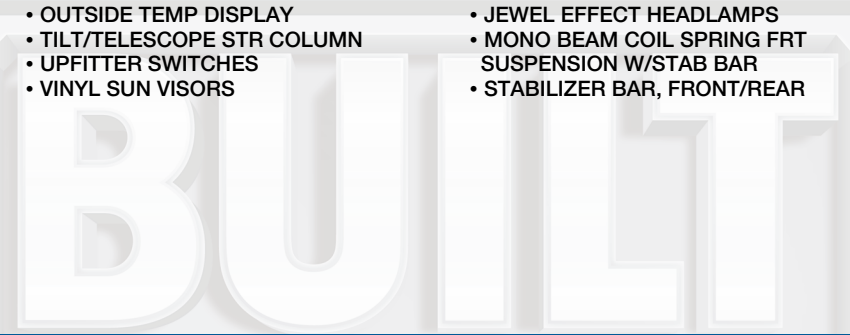 • OUTSIDE TEMP DISPLAY
• TILT/TELESCOPE STR COLUMN
• UPFITTER SWITCHES
• VINYL SUN VISORS
• JEWEL EFFECT HEADLAMPS
• MONO BEAM COIL SPRING FRT
SUSPENSION W/STAB BAR
• STABILIZER BAR, FRONT/REAR
BUILT